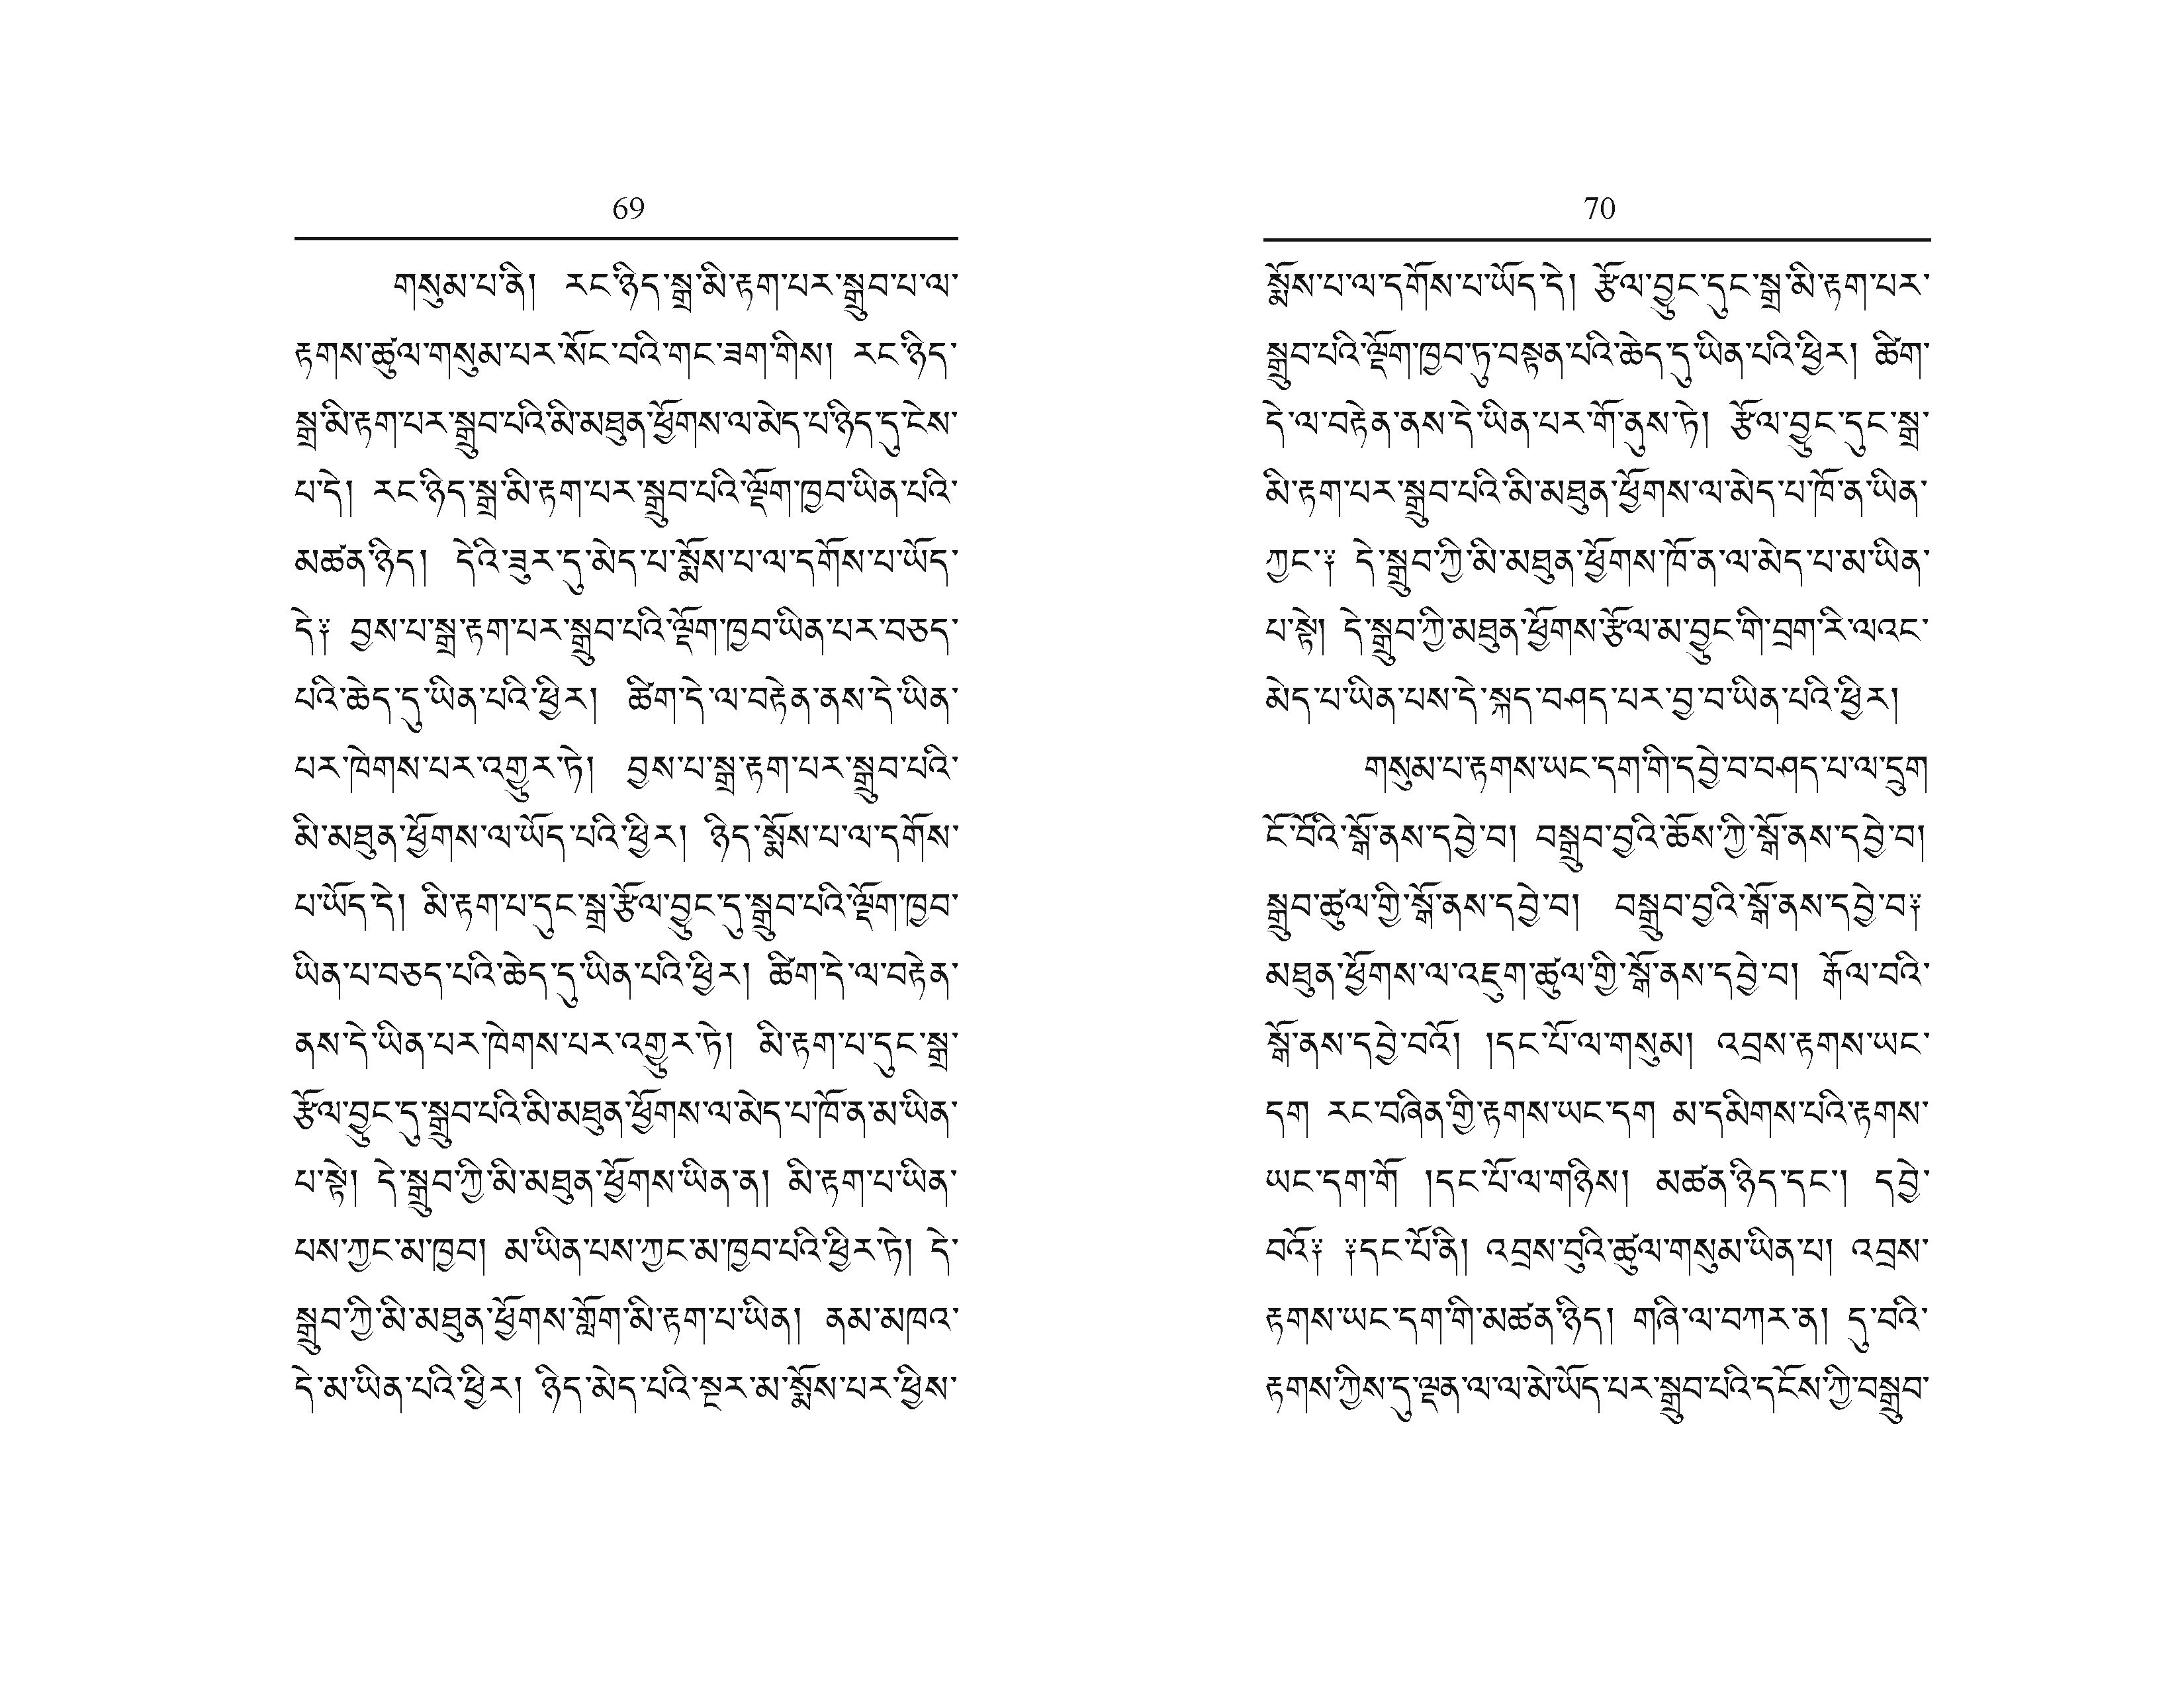 69
གསུམ་པ་ནི། རང་ཉིད་སྒྲ་མི་རྟག་པར་སྒྲུབ་པ་ལ་
རྟགས་ཚུལ་གསུམ་པར་སོང་བའི་གང་ཟག་གིས། རང་ཉིད་
སྒྲ་མི་རྟག་པར་སྒྲུབ་པའི་མི་མཐུན་ཕྱོགས་ལ་མེད་པ་ཉིད་དུ་ངེས་
པ་དེ། རང་ཉིད་སྒྲ་མི་རྟག་པར་སྒྲུབ་པའི་ལྡོག་ཁྱབ་ཡིན་པའི་
མཚན་ཉིད། དེའི་ཟུར་དུ་མེད་པ་སྨོས་པ་ལ་དགོས་པ་ཡོད་
དེ༑ བྱས་པ་སྒྲ་རྟག་པར་སྒྲུབ་པའི་ལྡོག་ཁྱབ་ཡིན་པར་བཅད་
པའི་ཆེད་དུ་ཡིན་པའི་ཕྱིར། ཚིག་དེ་ལ་བརྟེན་ནས་དེ་ཡིན་
པར་ཁེགས་པར་འགྱུར་ཏེ། བྱས་པ་སྒྲ་རྟག་པར་སྒྲུབ་པའི་
མི་མཐུན་ཕྱོགས་ལ་ཡོད་པའི་ཕྱིར། ཉིད་སྨོས་པ་ལ་དགོས་
པ་ཡོད་དེ། མི་རྟག་པ་དུང་སྒྲ་རྩོལ་བྱུང་དུ་སྒྲུབ་པའི་ལྡོག་ཁྱབ་
ཡིན་པ་བཅད་པའི་ཆེད་དུ་ཡིན་པའི་ཕྱིར། ཚིག་དེ་ལ་བརྟེན་
ནས་དེ་ཡིན་པར་ཁེགས་པར་འགྱུར་ཏེ། མི་རྟག་པ་དུང་སྒྲ་
རྩོལ་བྱུང་དུ་སྒྲུབ་པའི་མི་མཐུན་ཕྱོགས་ལ་མེད་པ་ཁོ་ན་མ་ཡིན་
པ་སྟེ། དེ་སྒྲུབ་ཀྱི་མི་མཐུན་ཕྱོགས་ཡིན་ན། མི་རྟག་པ་ཡིན་
པས་ཀྱང་མ་ཁྱབ། མ་ཡིན་པས་ཀྱང་མ་ཁྱབ་པའི་ཕྱིར་ཏེ། དེ་
སྒྲུབ་ཀྱི་མི་མཐུན་ཕྱོགས་གློག་མི་རྟག་པ་ཡིན། ནམ་མཁའ་
དེ་མ་ཡིན་པའི་ཕྱིར། ཉིད་མེད་པའི་སྔར་མ་སྨོས་པར་ཕྱིས་
70
སྨོས་པ་ལ་དགོས་པ་ཡོད་དེ། རྩོལ་བྱུང་དུང་སྒྲ་མི་རྟག་པར་
སྒྲུབ་པའི་ལྡོག་ཁྱབ་ཏུ་བསྟན་པའི་ཆེད་དུ་ཡིན་པའི་ཕྱིར། ཚིག་
དེ་ལ་བརྟེན་ནས་དེ་ཡིན་པར་གོ་ནུས་ཏེ། རྩོལ་བྱུང་དུང་སྒྲ་
མི་རྟག་པར་སྒྲུབ་པའི་མི་མཐུན་ཕྱོགས་ལ་མེད་པ་ཁོ་ན་ཡིན་
ཀྱང་༑ དེ་སྒྲུབ་ཀྱི་མི་མཐུན་ཕྱོགས་ཁོ་ན་ལ་མེད་པ་མ་ཡིན་
པ་སྟེ། དེ་སྒྲུབ་ཀྱི་མཐུན་ཕྱོགས་རྩོལ་མ་བྱུང་གི་བྲག་རི་ལའང་
མེད་པ་ཡིན་པས་དེ་སྐད་བཤད་པར་བྱ་བ་ཡིན་པའི་ཕྱིར།
གསུམ་པ་རྟགས་ཡང་དག་གི་དབྱེ་བ་བཤད་པ་ལ་དྲུག
ངོ་བོའི་སྒོ་ནས་དབྱེ་བ། བསྒྲུབ་བྱའི་ཆོས་ཀྱི་སྒོ་ནས་དབྱེ་བ།
སྒྲུབ་ཚུལ་གྱི་སྒོ་ནས་དབྱེ་བ། བསྒྲུབ་བྱའི་སྒོ་ནས་དབྱེ་བ༑
མཐུན་ཕྱོགས་ལ་འཇུག་ཚུལ་གྱི་སྒོ་ནས་དབྱེ་བ། རྒོལ་བའི་
སྒོ་ནས་དབྱེ་བའོ། །དང་པོ་ལ་གསུམ། འབྲས་རྟགས་ཡང་
དག རང་བཞིན་གྱི་རྟགས་ཡང་དག མ་དམིགས་པའི་རྟགས་
ཡང་དག་གོ །དང་པོ་ལ་གཉིས། མཚན་ཉིད་དང་། དབྱེ་
བའོ༑ ༑དང་པོ་ནི། འབྲས་བུའི་ཚུལ་གསུམ་ཡིན་པ། འབྲས་
རྟགས་ཡང་དག་གི་མཚན་ཉིད། གཞི་ལ་བཀར་ན། དུ་བའི་
རྟགས་ཀྱིས་དུ་ལྡན་ལ་ལ་མེ་ཡོད་པར་སྒྲུབ་པའི་དངོས་ཀྱི་བསྒྲུབ་